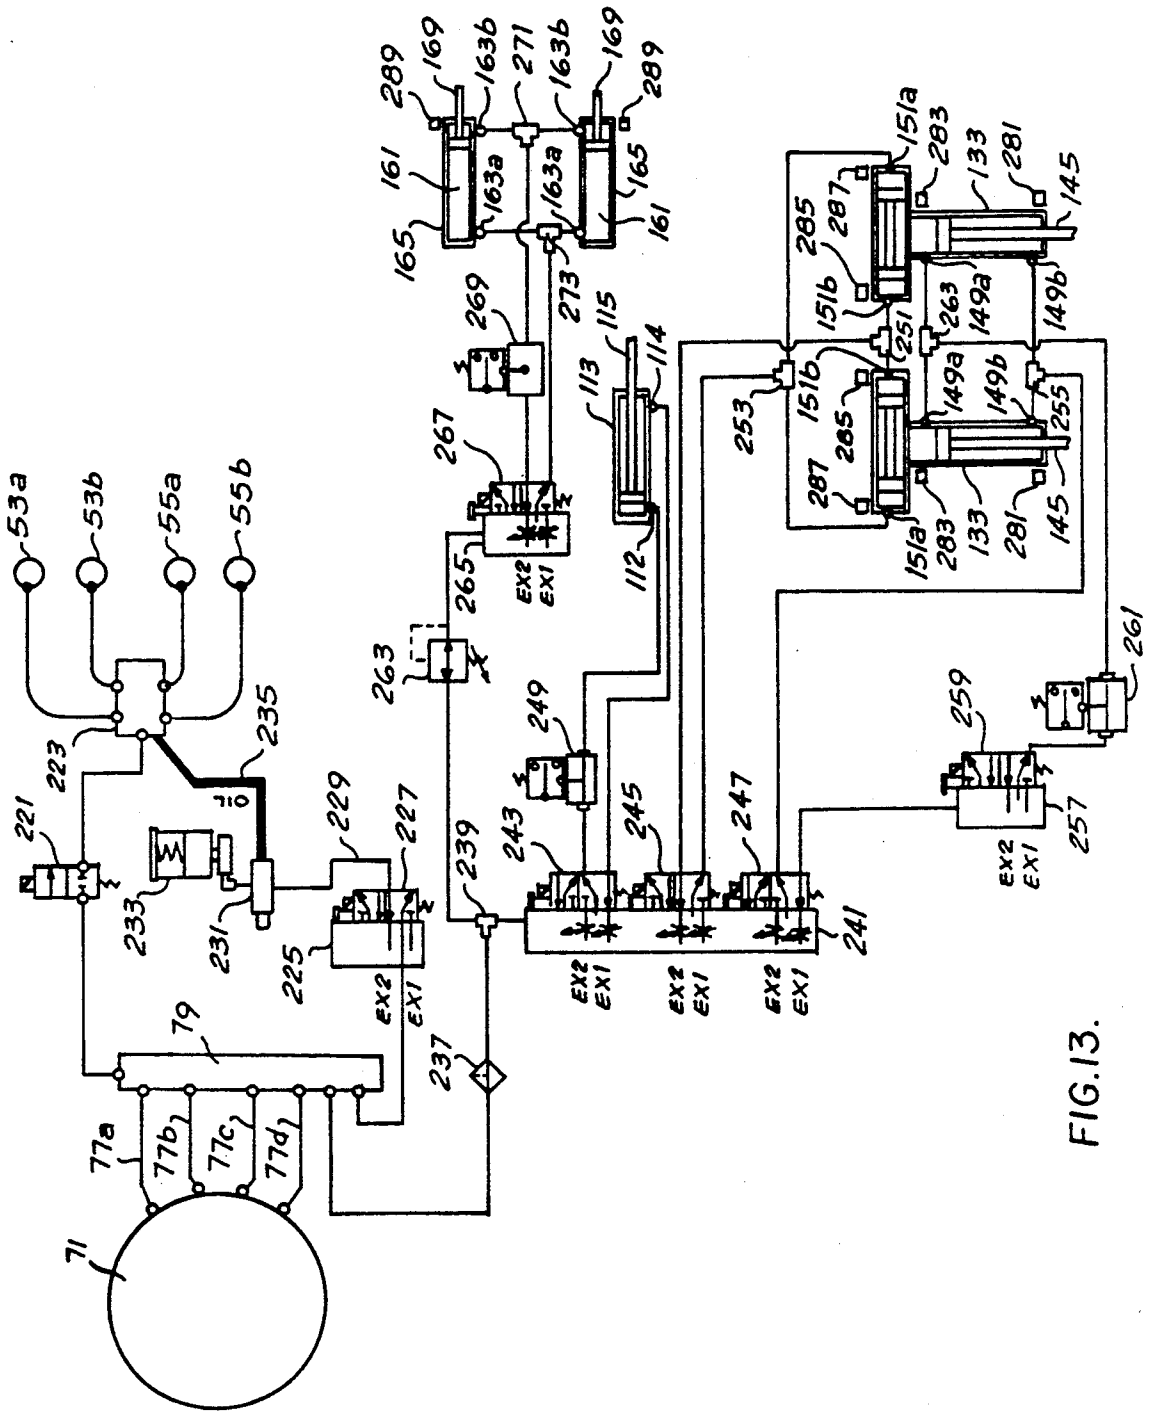 53a
53b
55a
55b
221
223
OIL
235
233
231
229
227
225
EX2
EX1
79
77a
77b
77c
77d
71
237
239
263
265
267
EX2
EX1
269
165
161
289
169
163b
163a
271
163b
169
289
163a
165
161
273
113
115
114
112
249
243
245
247
241
EX2
EX1
EX2
EX1
EX2
EX1
253
251
151b
151b
285
285
287
287
151a
151a
283
283
133
133
281
281
145
145
149a
149a
149b
149b
263
255
259
257
EX2
EX1
261
FIG.13.